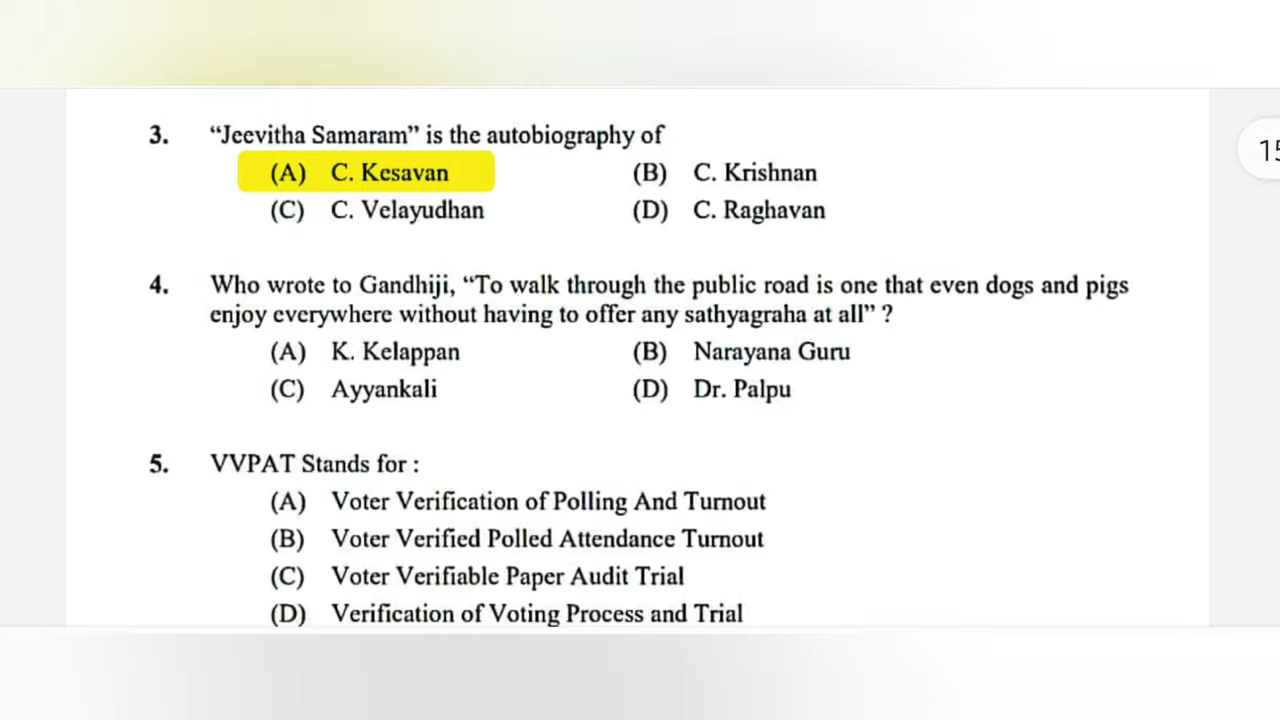 3. "Jeevitha Samaram" is the autobiography of
(A) C. Kesavan (B) C. Krishnan
(C) C. Velayudhan (D) C. Raghavan
4. Who wrote to Gandhiji, "To walk through the public road is one that even dogs and pigs
enjoy everywhere without having to offer any sathyagraha at all" ?
(A) K. Kelappan (B) Narayana Guru
(C) Ayyankali (D) Dr. Palpu
5. VVPAT Stands for :
(A) Voter Verification of Polling And Turnout
(B) Voter Verified Polled Attendance Turnout
(C) Voter Verifiable Paper Audit Trial
(D) Verification of Voting Process and Trial